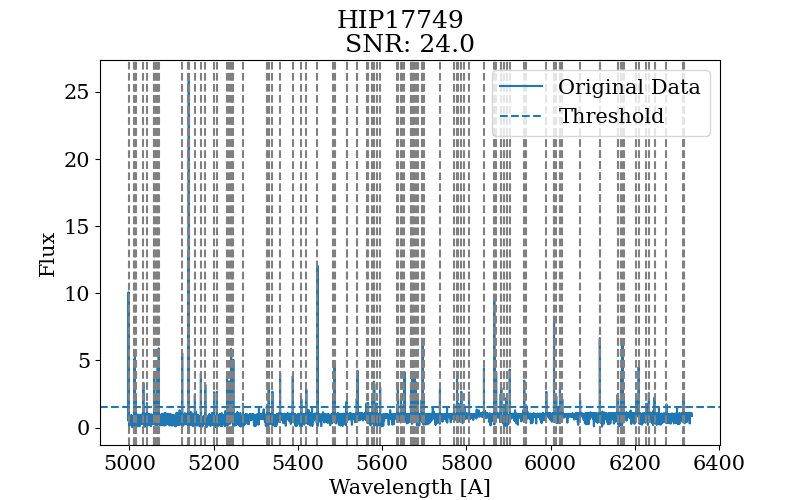 HIP17749
SNR: 24.0
Original Data
Threshold
Flux
25
20
15
10
5
0
5000 5200 5400 5600 5800 6000 6200 6400
Wavelength [A]